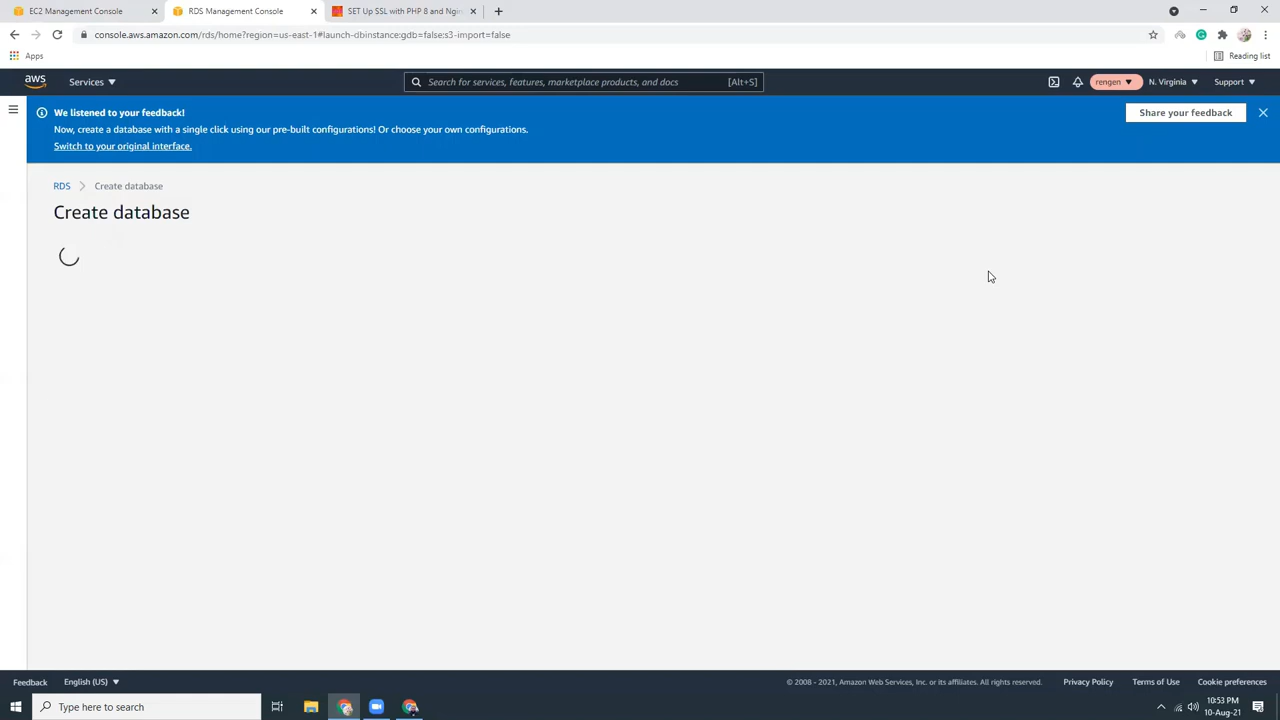 EC2 Management Console
RDS Management Console
SET Up SSL with PHP 8 and Ngin
console.aws.amazon.com/rds/home?region=us-east-1#launch-dbinstance:gdb=false:s3-import=false
Apps
Reading list
aws
Services
Search for services, features, marketplace products, and docs
[Alt+S]
rengen
N. Virginia
Support
We listened to your feedback!
Now, create a database with a single click using our pre-built configurations! Or choose your own configurations.
Switch to your original interface.
Share your feedback
RDS
Create database
Create database
Feedback
English (US)
© 2008 - 2021, Amazon Web Services, Inc. or its affiliates. All rights reserved.
Privacy Policy
Terms of Use
Cookie preferences
Type here to search
10:53 PM
10-Aug-21